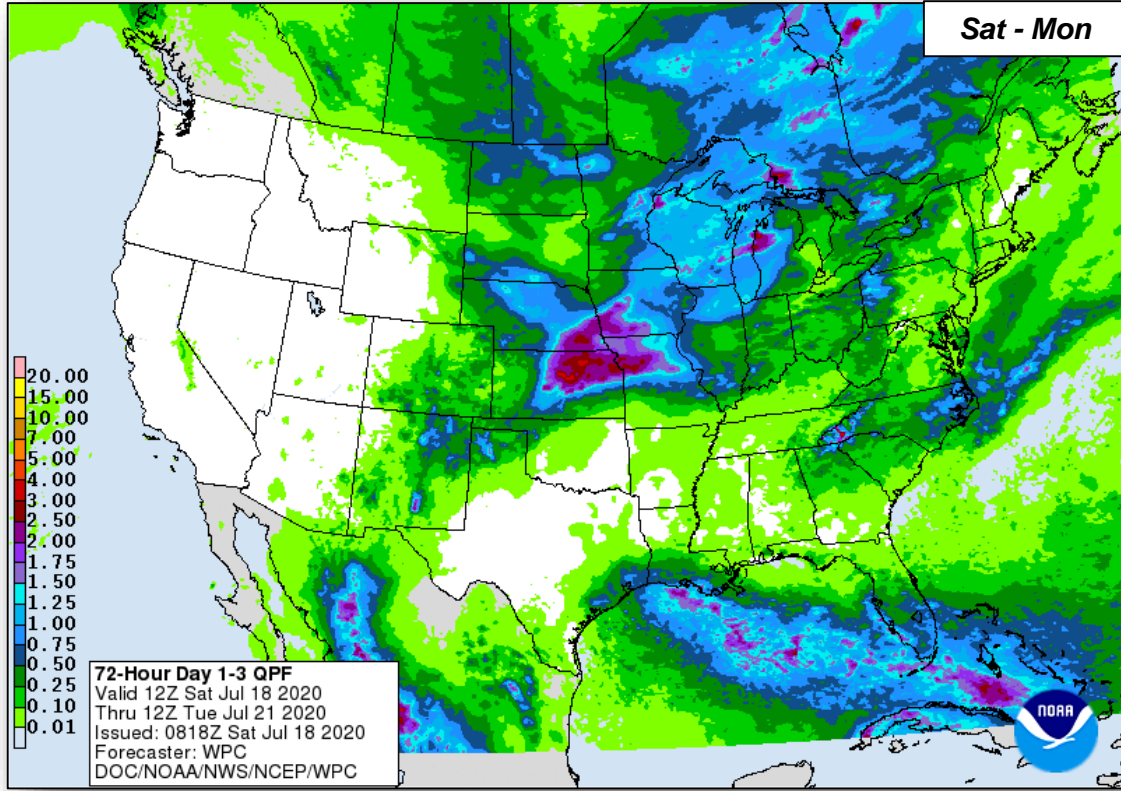 Sat - Mon
20.00
15.00
10.00
7.00
5.00
4.00
3.00
2.50
2.00
1.75
1.50
1.25
1.00
0.75
0.50
0.25
0.10
0.01
72-Hour Day 1-3 QPF
Valid 12Z Sat Jul 18 2020
Thru 12Z Tue Jul 21 2020
Issued: 0818Z Sat Jul 18 2020
Forecaster: WPC
DOC/NOAA/NWS/NCEP/WPC
NOAA